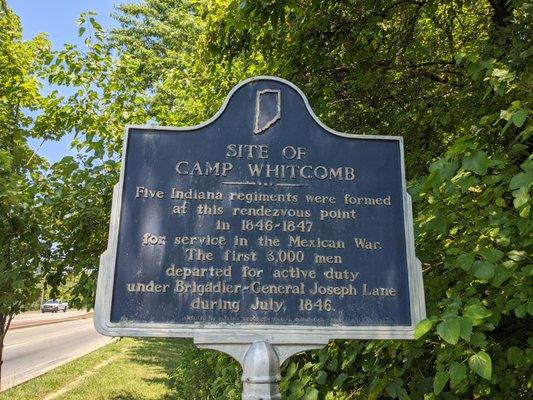 SITE OF
CAMP WHITCOMB
Five Indiana regiments were formed
at this rendezvous point
in 1846-1847
for service in the Mexican War.
The first 3,000 men
departed for active duty
under Brigadier-General Joseph Lane
during July, 1846.